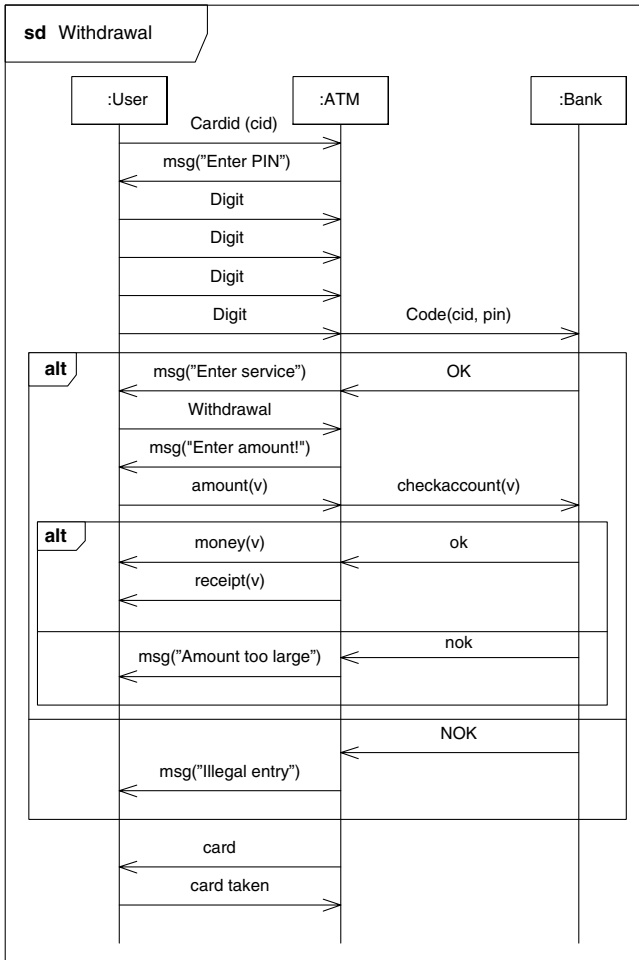 sd Withdrawal
:User :ATM :Bank
Cardid (cid)
msg(”Enter PIN”)
Digit
Digit
Digit
Digit Code(cid, pin)
alt
msg(”Enter service”) OK
Withdrawal
msg("Enter amount!")
amount(v) checkaccount(v)
alt
money(v) ok
receipt(v)
nok
msg(”Amount too large”)
NOK
msg(”Illegal entry”)
card
card taken